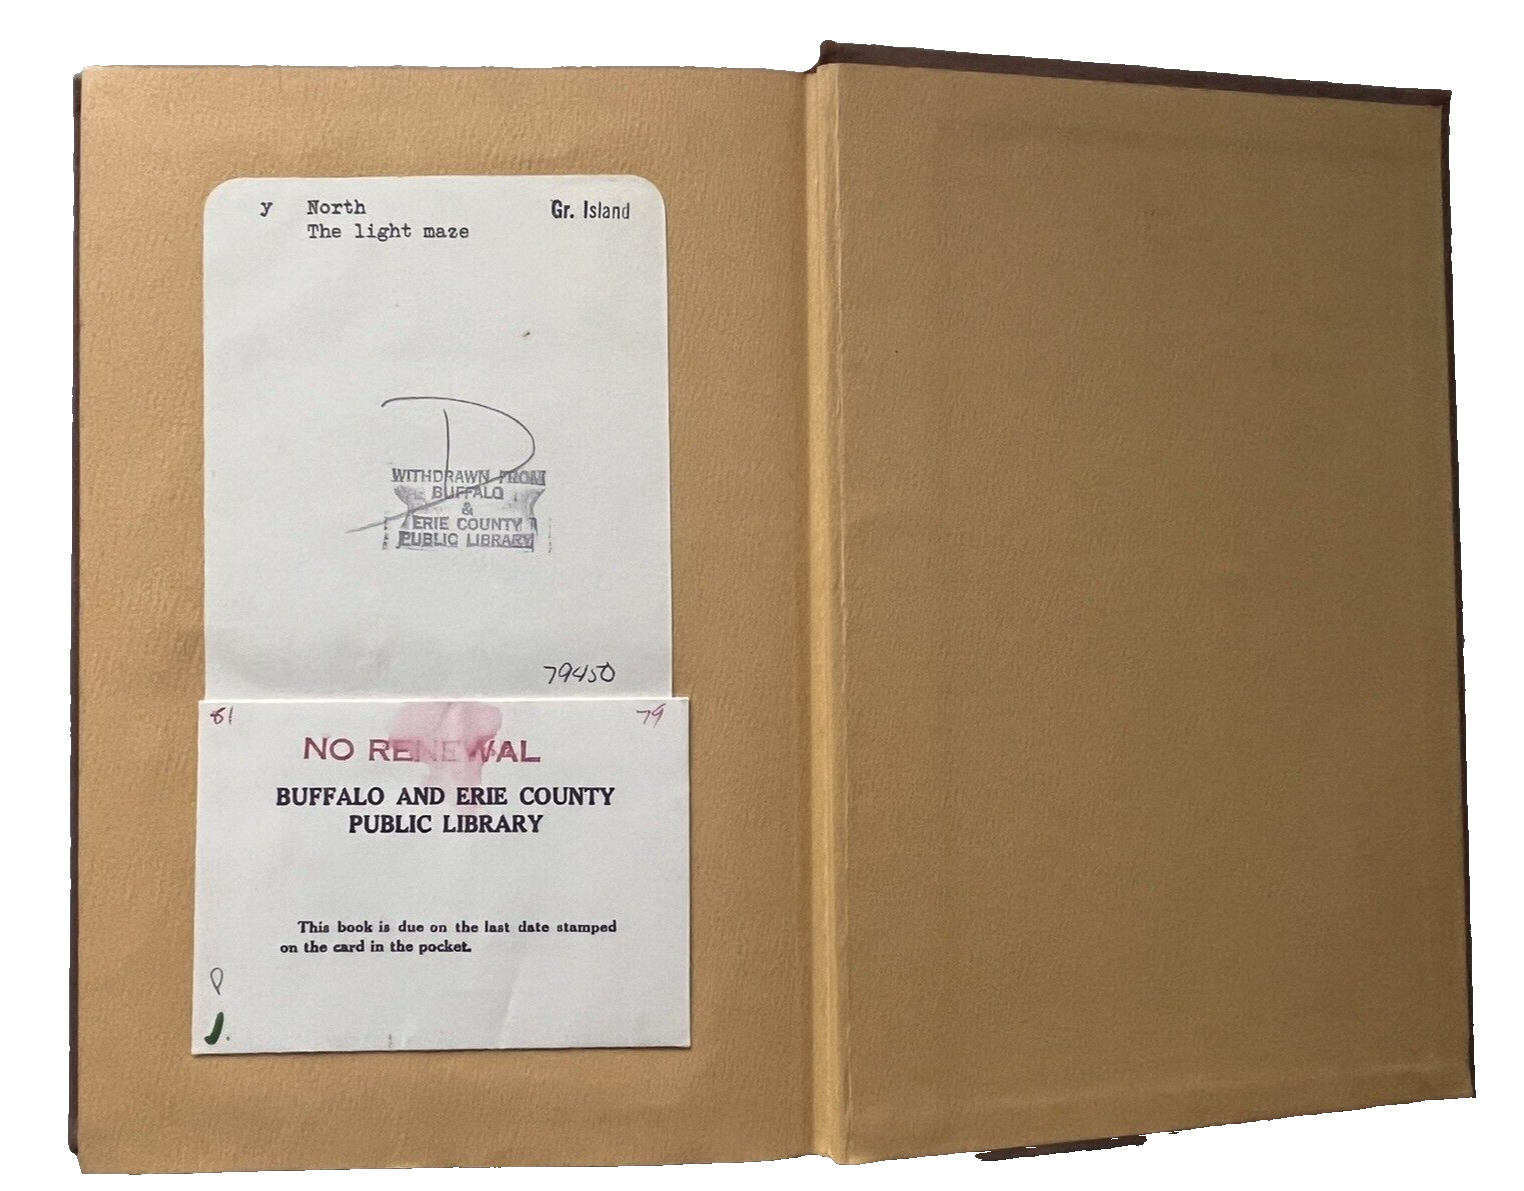 y North Gr. Island
The light maze
D
WITHDRAWN FROM
BUFFALO
&
ERIE COUNTY
PUBLIC LIBRARY
79450
81 79
NO RENEWAL
BUFFALO AND ERIE COUNTY
PUBLIC LIBRARY
This book is due on the last date stamped
on the card in the pocket.
P
J.